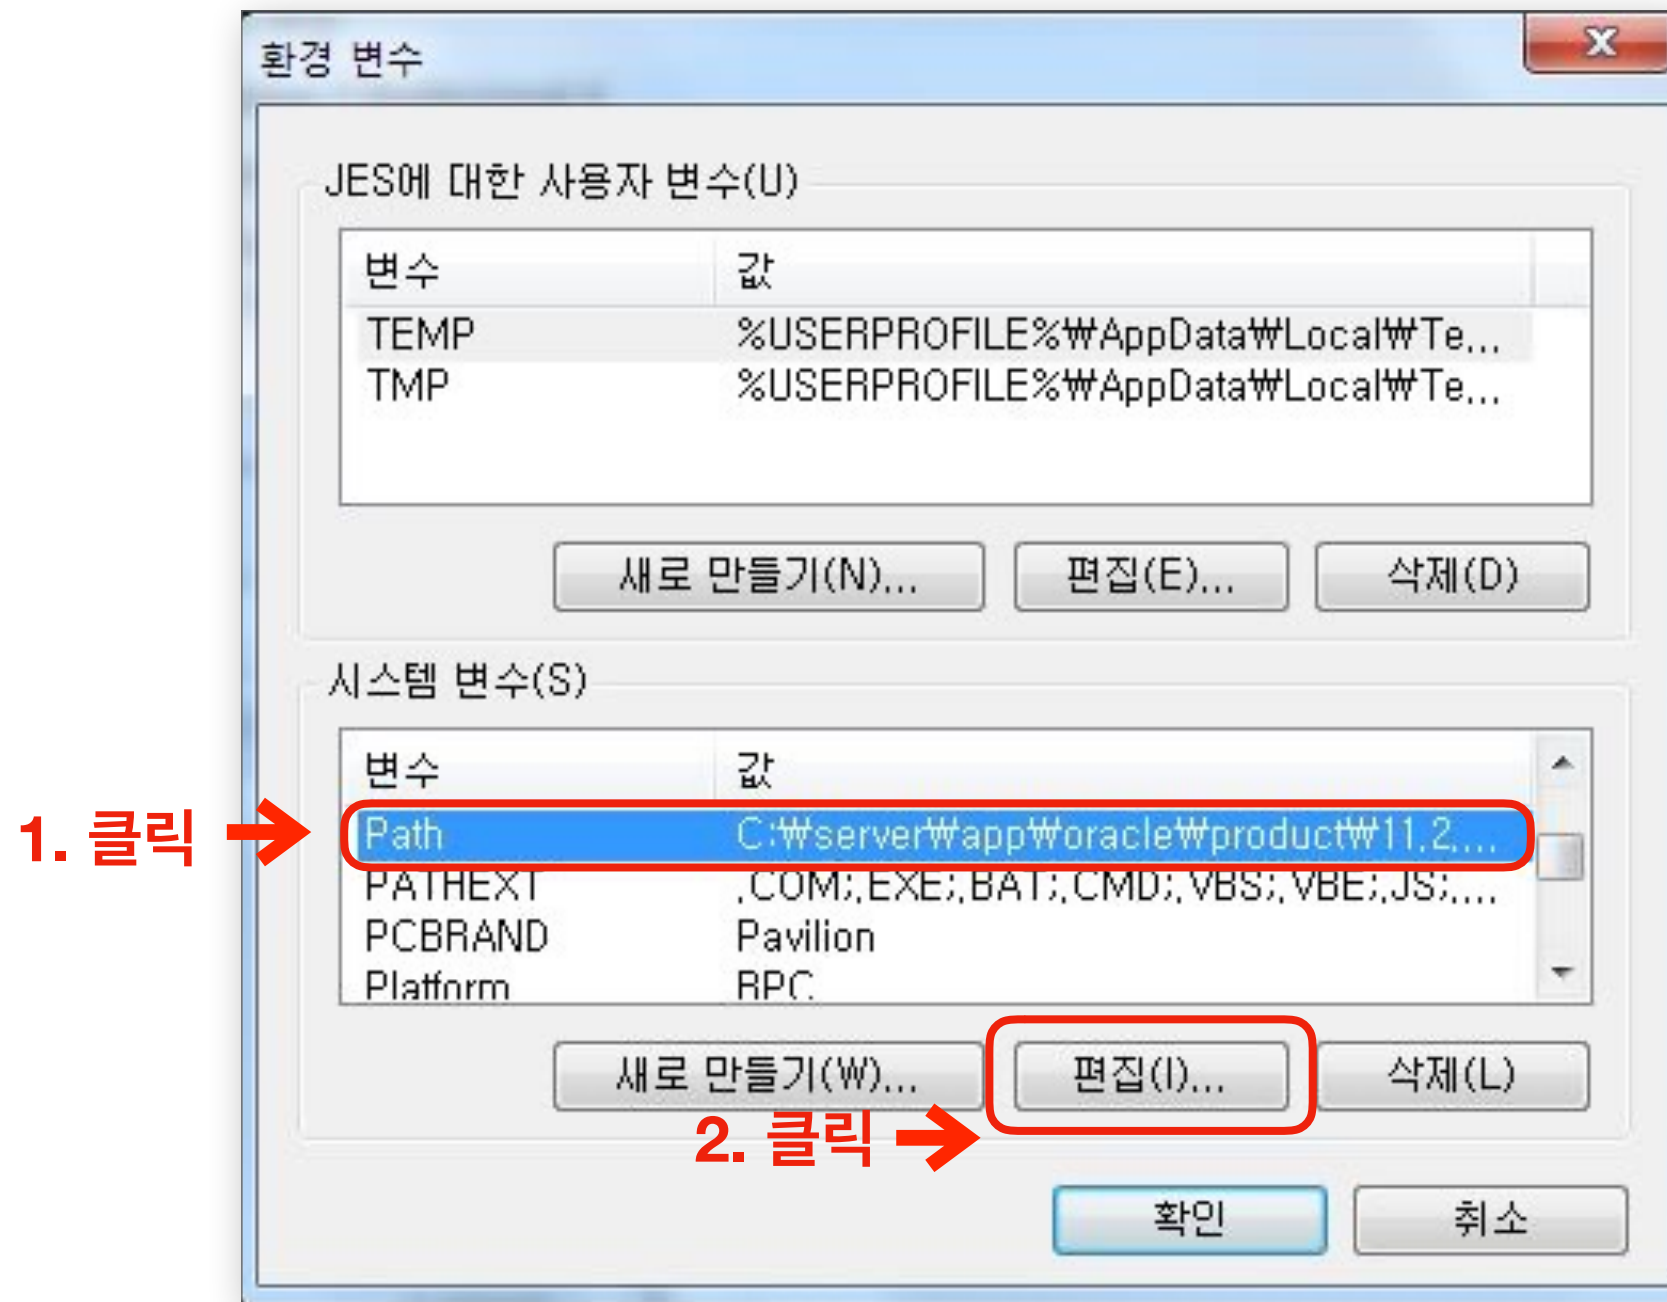 환경 변수
JES에 대한 사용자 변수(U)
변수 값
TEMP %USERPROFILE%₩AppData₩Local₩Te...
TMP %USERPROFILE%₩AppData₩Local₩Te...
새로 만들기(N)... 편집(E)... 삭제(D)
시스템 변수(S)
변수 값
1. 클릭
Path C:₩server₩app₩oracle₩product₩11.2....
PATHEXT .COM;.EXE;.BAT;.CMD;.VBS;.VBE;.JS;....
PCBRAND Pavilion
Platform BPC
새로 만들기(W)... 편집(I)... 삭제(L)
2. 클릭
확인 취소